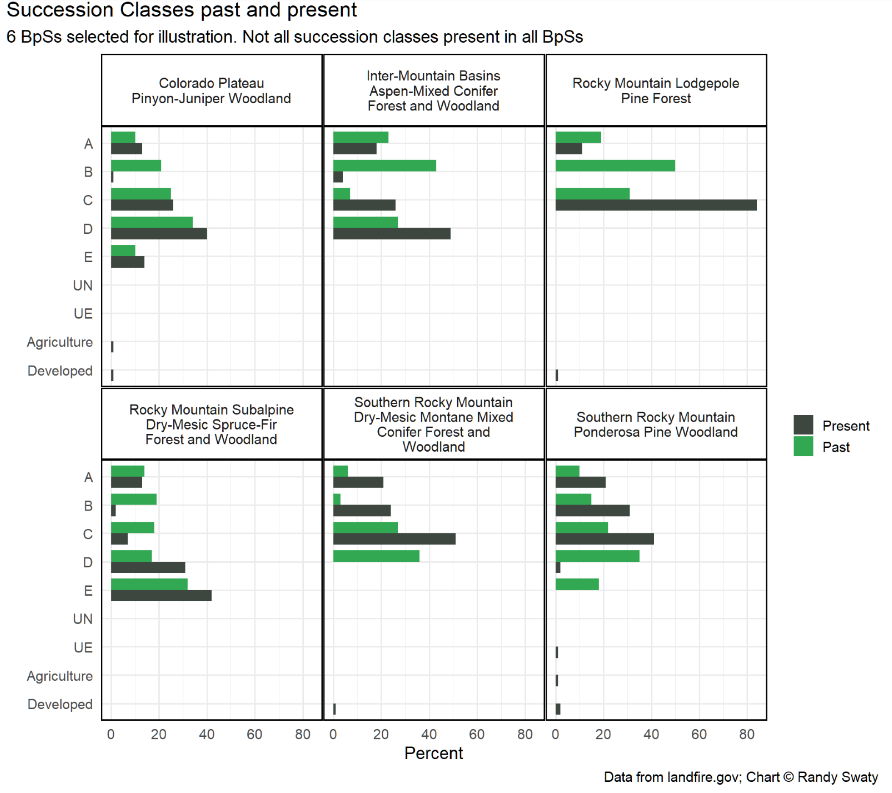 Succession Classes past and present
6 BpSs selected for illustration. Not all succession classes present in all BpSs
Colorado Plateau
Pinyon-Juniper Woodland
Inter-Mountain Basins
Aspen-Mixed Conifer
Forest and Woodland
Rocky Mountain Lodgepole
Pine Forest
A
B
C
D
E
UN
UE
Agriculture
Developed
Rocky Mountain Subalpine
Dry-Mesic Spruce-Fir
Forest and Woodland
Southern Rocky Mountain
Dry-Mesic Montane Mixed
Conifer Forest and
Woodland
Southern Rocky Mountain
Ponderosa Pine Woodland
A
B
C
D
E
UN
UE
Agriculture
Developed
0 20 40 60 80
0 20 40 60 80
0 20 40 60 80
Percent
Present
Past
Data from landfire.gov; Chart © Randy Swaty